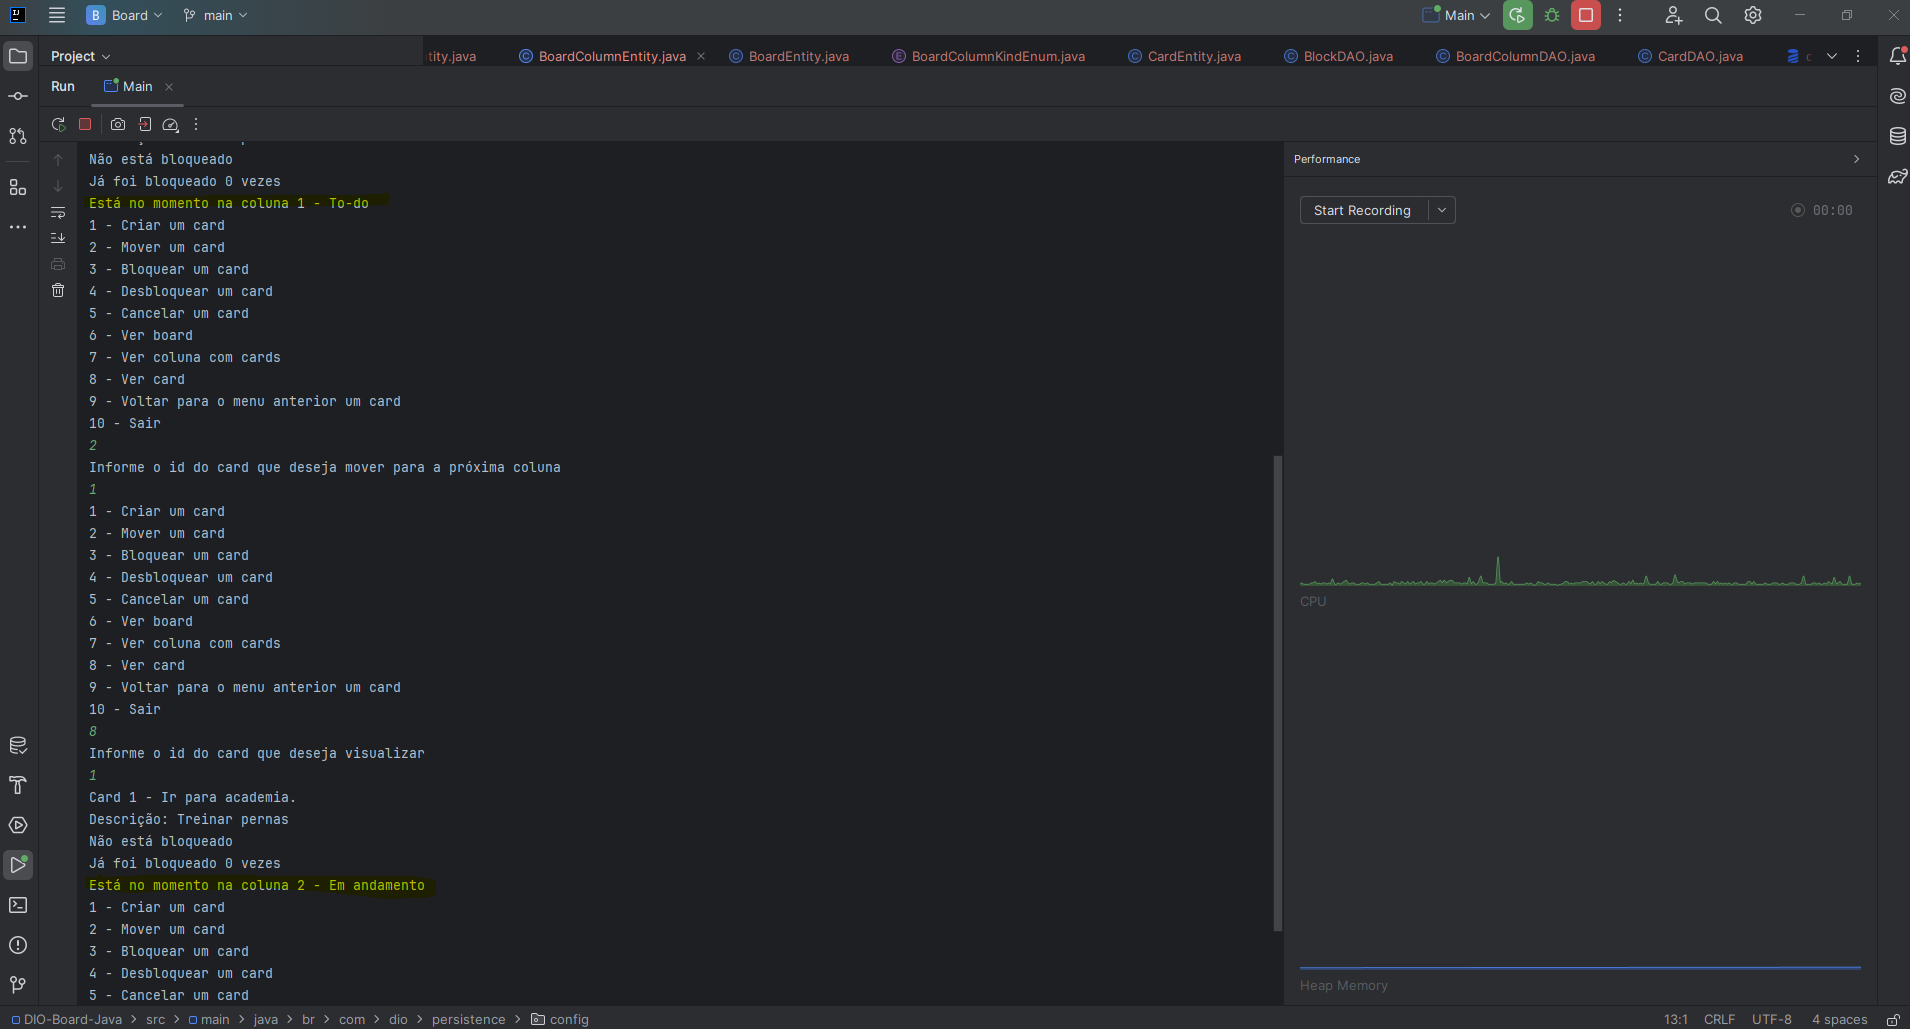 IJ
B Board
main
Main
Project
tity.java
BoardColumnEntity.java
BoardEntity.java
BoardColumnKindEnum.java
CardEntity.java
BlockDAO.java
BoardColumnDAO.java
CardDAO.java
Run
Main
Não está bloqueado
Já foi bloqueado 0 vezes
Está no momento na coluna 1 - To-do
1 - Criar um card
2 - Mover um card
3 - Bloquear um card
4 - Desbloquear um card
5 - Cancelar um card
6 - Ver board
7 - Ver coluna com cards
8 - Ver card
9 - Voltar para o menu anterior um card
10 - Sair
2
Informe o id do card que deseja mover para a próxima coluna
1
1 - Criar um card
2 - Mover um card
3 - Bloquear um card
4 - Desbloquear um card
5 - Cancelar um card
6 - Ver board
7 - Ver coluna com cards
8 - Ver card
9 - Voltar para o menu anterior um card
10 - Sair
8
Informe o id do card que deseja visualizar
1
Card 1 - Ir para academia.
Descrição: Treinar pernas
Não está bloqueado
Já foi bloqueado 0 vezes
Está no momento na coluna 2 - Em andamento
1 - Criar um card
2 - Mover um card
3 - Bloquear um card
4 - Desbloquear um card
5 - Cancelar um card
Performance
Start Recording
00:00
CPU
Heap Memory
DIO-Board-Java > src > main > java > br > com > dio > persistence > config
13:1 CRLF UTF-8 4 spaces